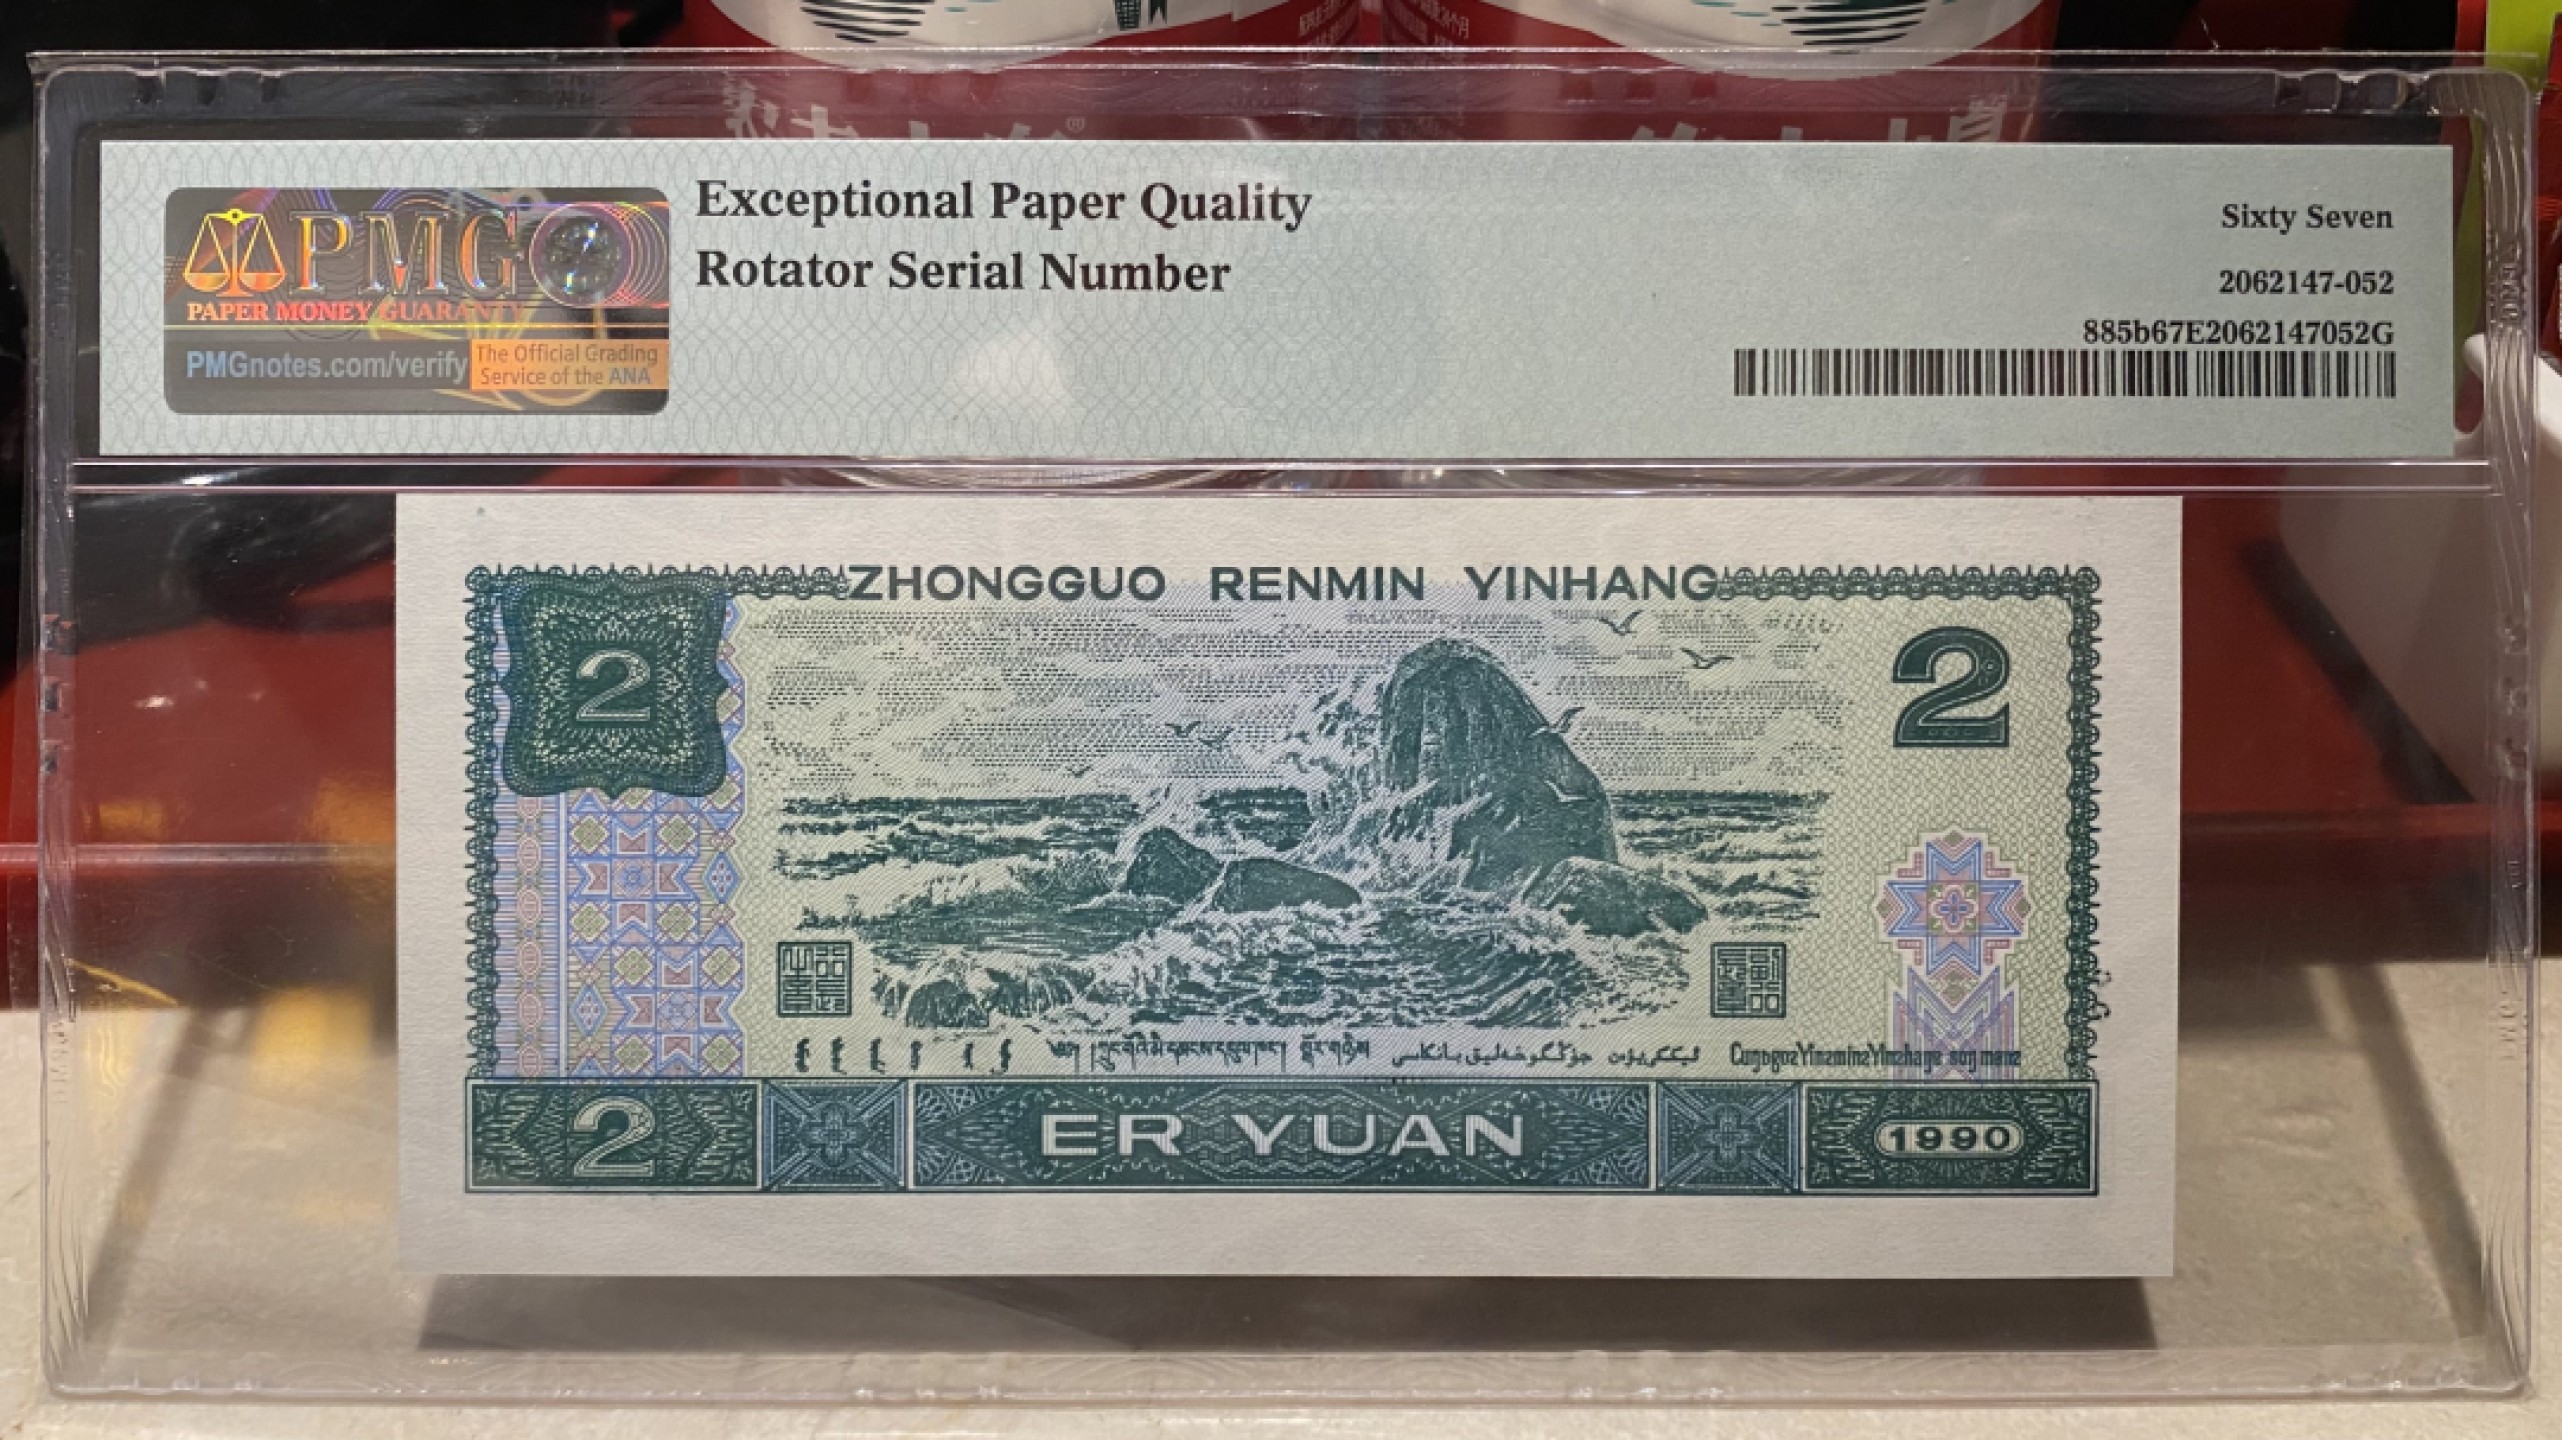 PMG
PAPER MONEY GUARANTY
PMGnotes.com/verify
The Official Grading
Service of the ANA
Exceptional Paper Quality
Rotator Serial Number
Sixty Seven
2062147-052
885b67E2062147052G
ZHONGGUO RENMIN YINHANG
2
2
2
ER YUAN
1990